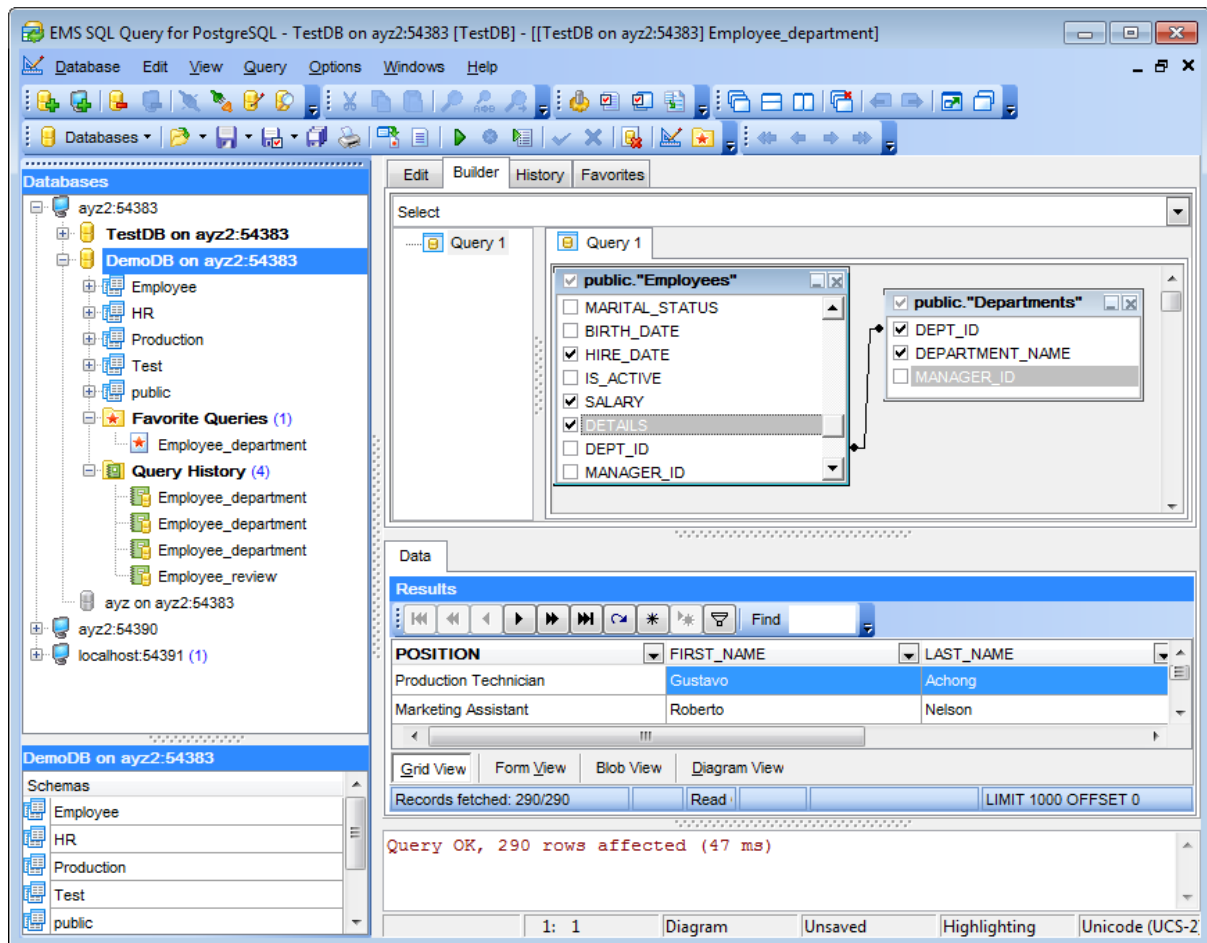 EMS SQL Query for PostgreSQL - TestDB on ayz2:54383 [TestDB] - [[TestDB on ayz2:54383] Employee_department]
Database Edit View Query Options Windows Help
Databases
Databases
ayz2:54383
TestDB on ayz2:54383
DemoDB on ayz2:54383
Employee
HR
Production
Test
public
Favorite Queries (1)
Employee_department
Query History (4)
Employee_department
Employee_department
Employee_department
Employee_review
ayz on ayz2:54383
ayz2:54390
localhost:54391 (1)
DemoDB on ayz2:54383
Schemas
Employee
HR
Production
Test
public
Edit Builder History Favorites
Select
Query 1
Query 1
public."Employees"
MARITAL_STATUS
BIRTH_DATE
HIRE_DATE
IS_ACTIVE
SALARY
DETAILS
DEPT_ID
MANAGER_ID
public."Departments"
DEPT_ID
DEPARTMENT_NAME
MANAGER_ID
Data
Results
Find
POSITION FIRST_NAME LAST_NAME
Production Technician Gustavo Achong
Marketing Assistant Roberto Nelson
Grid View Form View Blob View Diagram View
Records fetched: 290/290 Read LIMIT 1000 OFFSET 0
Query OK, 290 rows affected (47 ms)
1: 1 Diagram Unsaved Highlighting Unicode (UCS-2